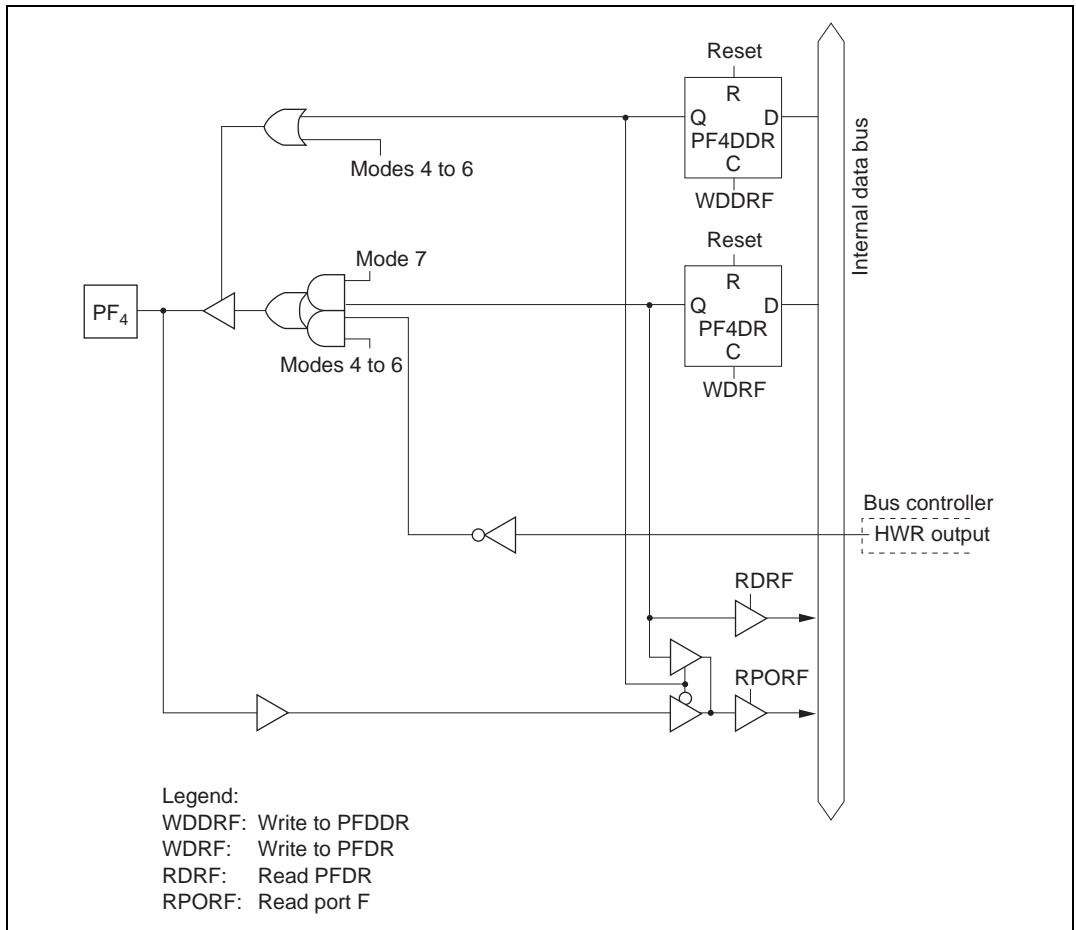 Reset
R
Q D
PF4DDR
C
WDDRF
Modes 4 to 6
Internal data bus
Reset
Mode 7
R
Q D
PF4DR
C
WDRF
PF4
Modes 4 to 6
Bus controller
HWR output
RDRF
RPORF
Legend:
WDDRF: Write to PFDDR
WDRF: Write to PFDR
RDRF: Read PFDR
RPORF: Read port F